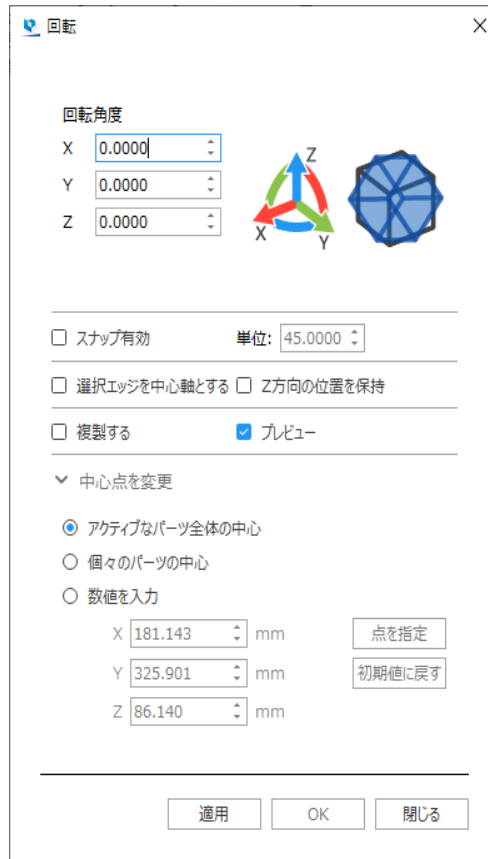 回転
回転角度
X 0.0000
Y 0.0000
Z 0.0000
Z
X
Y
スナップ有効 単位: 45.0000
選択エッジを中心軸とする Z方向の位置を保持
複製する プレビュー
中心点を変更
アクティブなパーツ全体の中心
個々のパーツの中心
数値を入力
X 181.143 mm 点を指定
Y 325.901 mm 初期値に戻す
Z 86.140 mm
適用 OK 閉じる